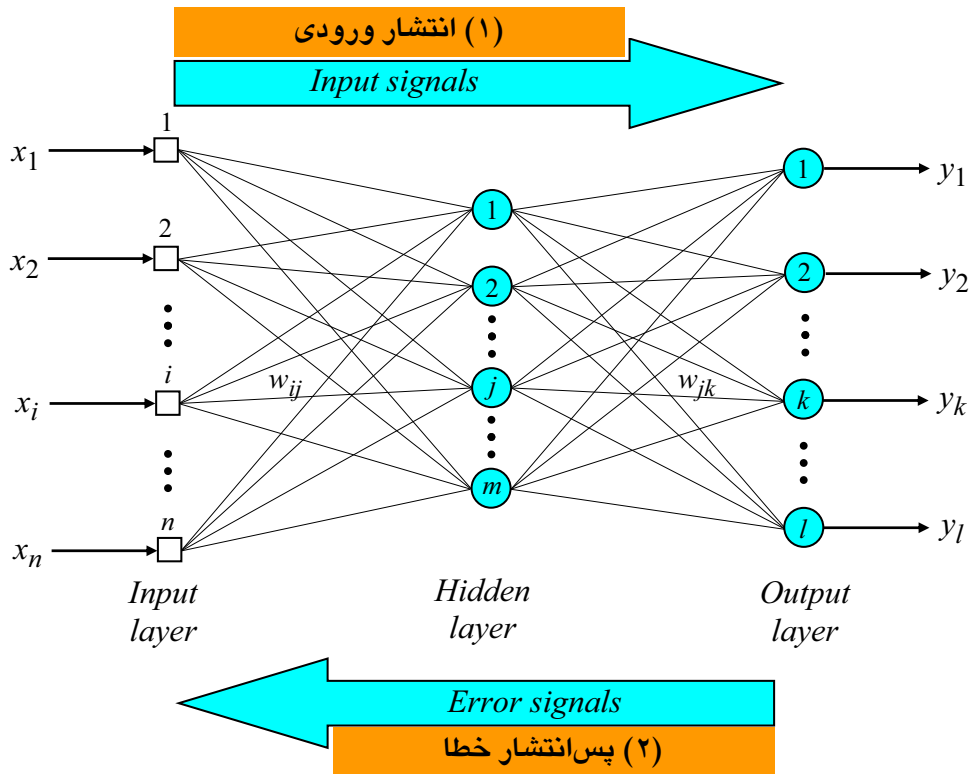 (۱) انتشار ورودی
Input signals
1
x1
1
y1
1
2
x2
2
2
y2
i
wij
wjk
xi
j
k
yk
n
m
xn
l
yl
Input layer
Hidden layer
Output layer
Error signals
(۲) پس‌انتشار خطا